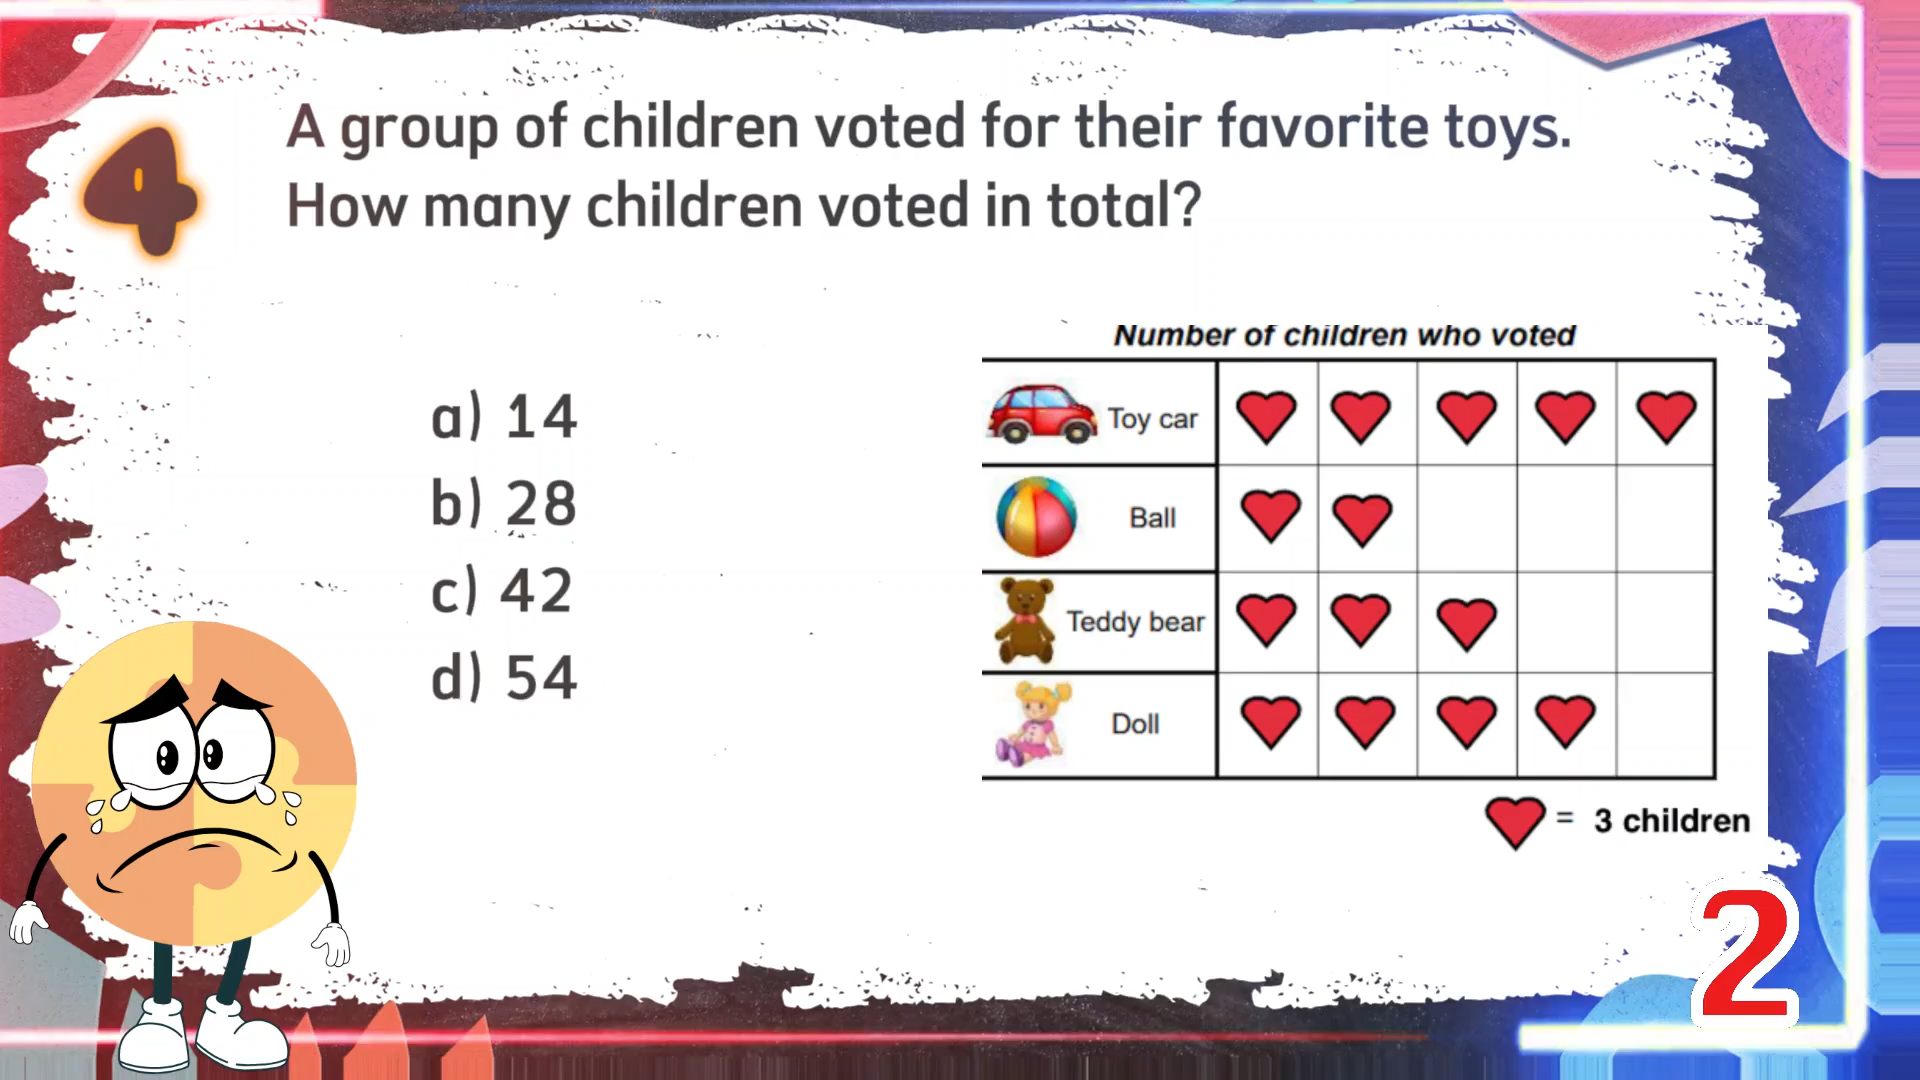 4
A group of children voted for their favorite toys.
How many children voted in total?
a) 14
b) 28
c) 42
d) 54
Number of children who voted
Toy car
Ball
Teddy bear
Doll
= 3 children
2